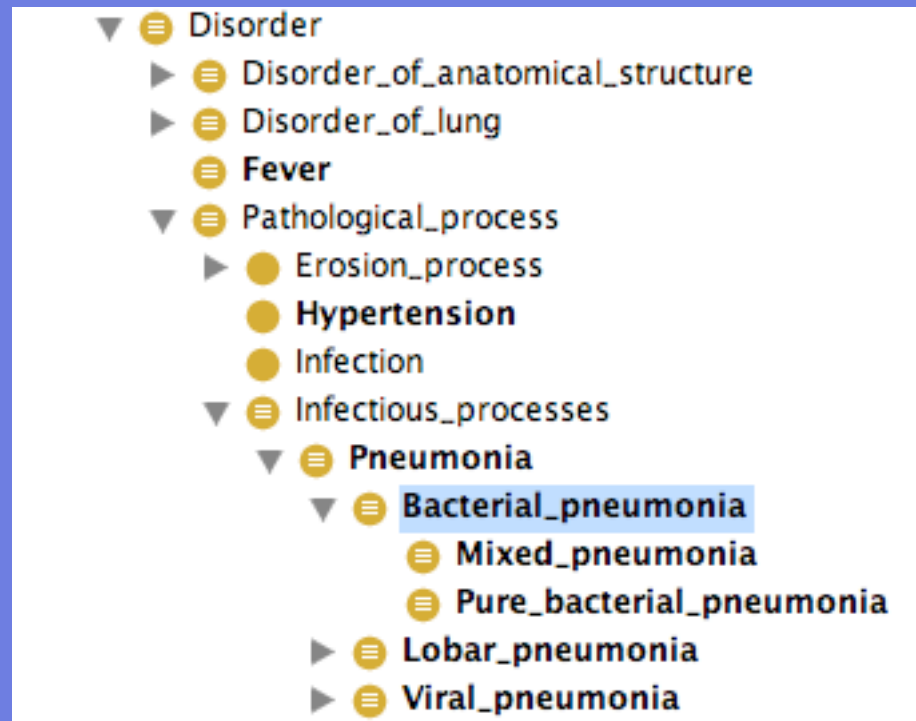 Disorder
Disorder_of_anatomical_structure
Disorder_of_lung
Fever
Pathological_process
Erosion_process
Hypertension
Infection
Infectious_processes
Pneumonia
Bacterial_pneumonia
Mixed_pneumonia
Pure_bacterial_pneumonia
Lobar_pneumonia
Viral_pneumonia